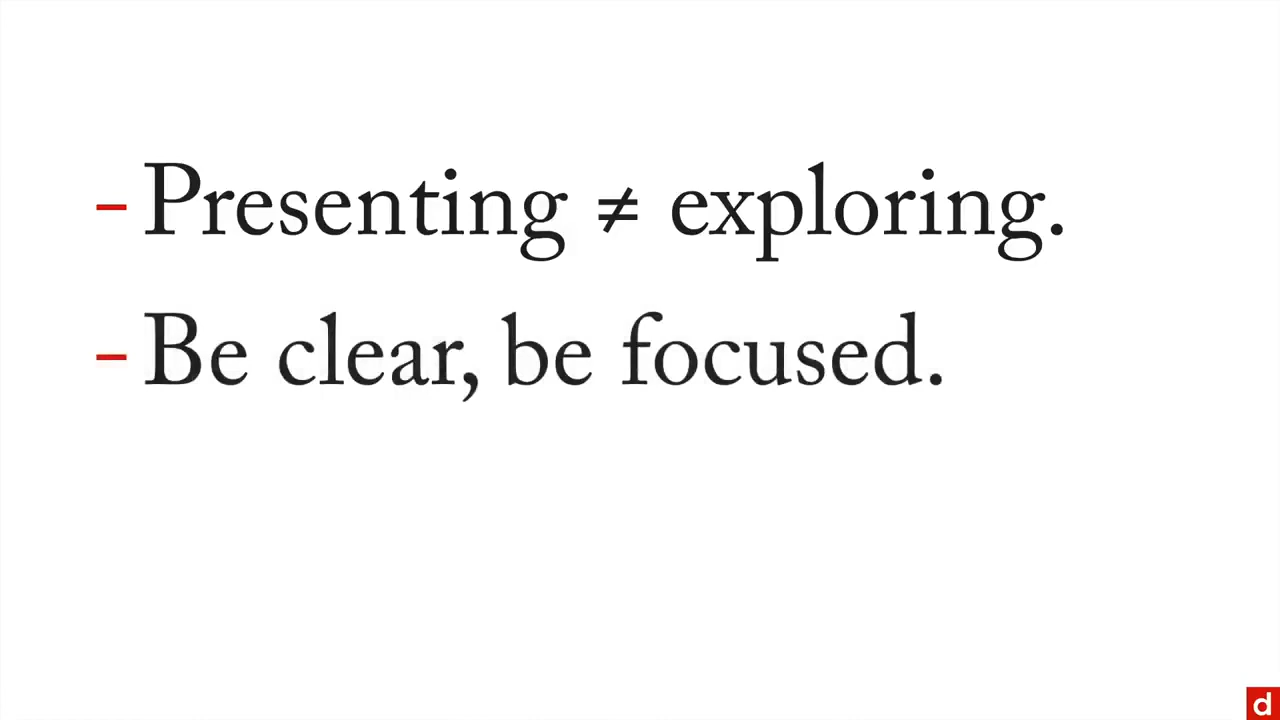 - Presenting ≠ exploring.
- Be clear, be focused.
d